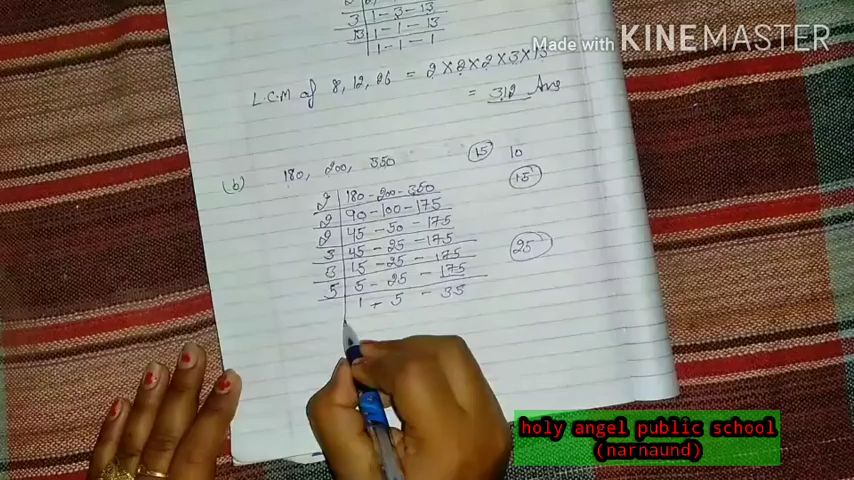 3 | 1 - 3 - 13
13 | 1 - 1 - 13
1 - 1 - 1
Made with KINEMASTER
L.C.M of 8, 12, 26 = 2 × 2 × 2 × 3 × 13
= 312 Ans
(b) 180, 200, 350 +5 10
2 | 180 - 200 - 350 +5
2 | 90 - 100 - 175
2 | 45 - 50 - 175
3 | 45 - 25 - 175 25
3 | 15 - 25 - 175
5 | 5 - 25 - 175
1 - 5 - 35
holy angel public school
(narnaund)